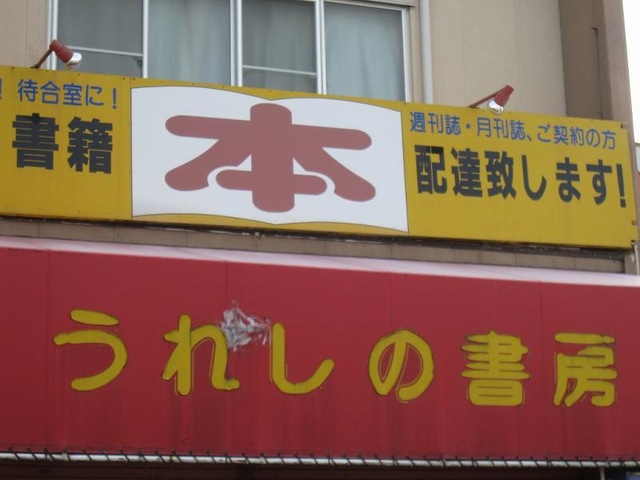 ！待合室に！
書籍
本
週刊誌・月刊誌、ご契約の方
配達致します！
うれしの書房